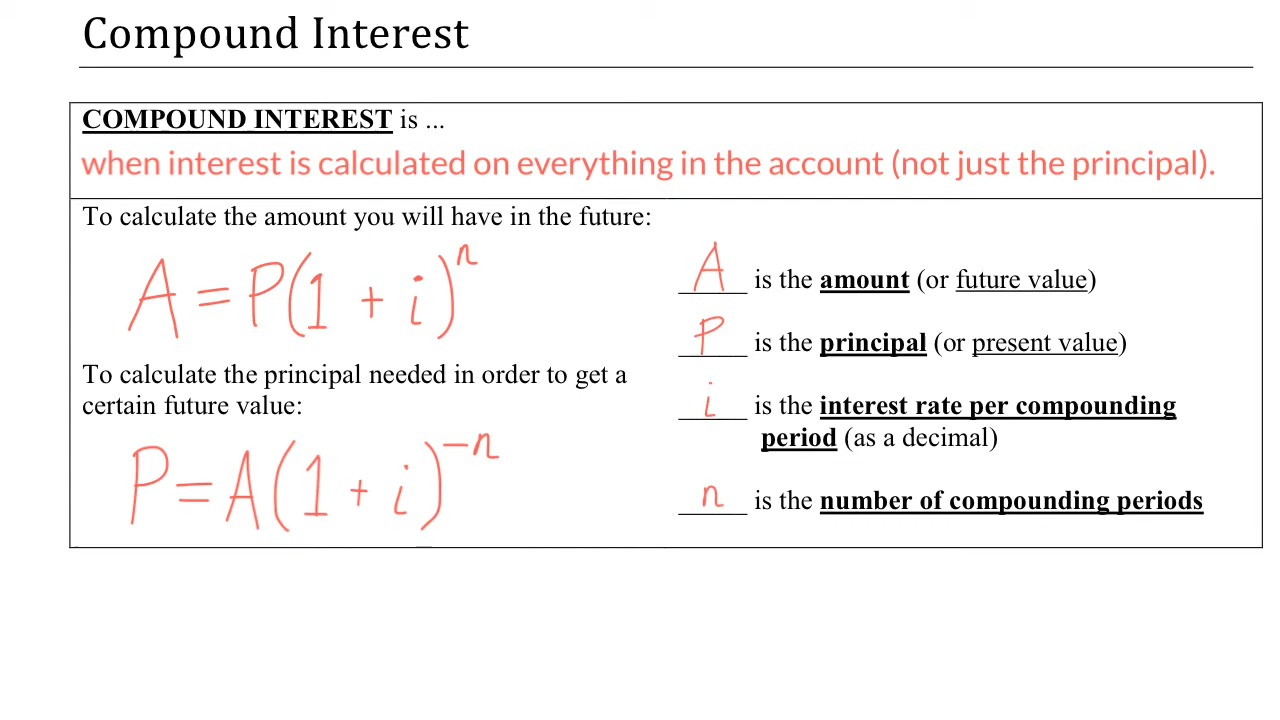 Compound Interest
COMPOUND INTEREST is ...
when interest is calculated on everything in the account (not just the principal).
To calculate the amount you will have in the future:
A = P(1 + i)^n
To calculate the principal needed in order to get a
certain future value:
P = A(1 + i)^-n
A is the amount (or future value)
P is the principal (or present value)
i is the interest rate per compounding
period (as a decimal)
n is the number of compounding periods